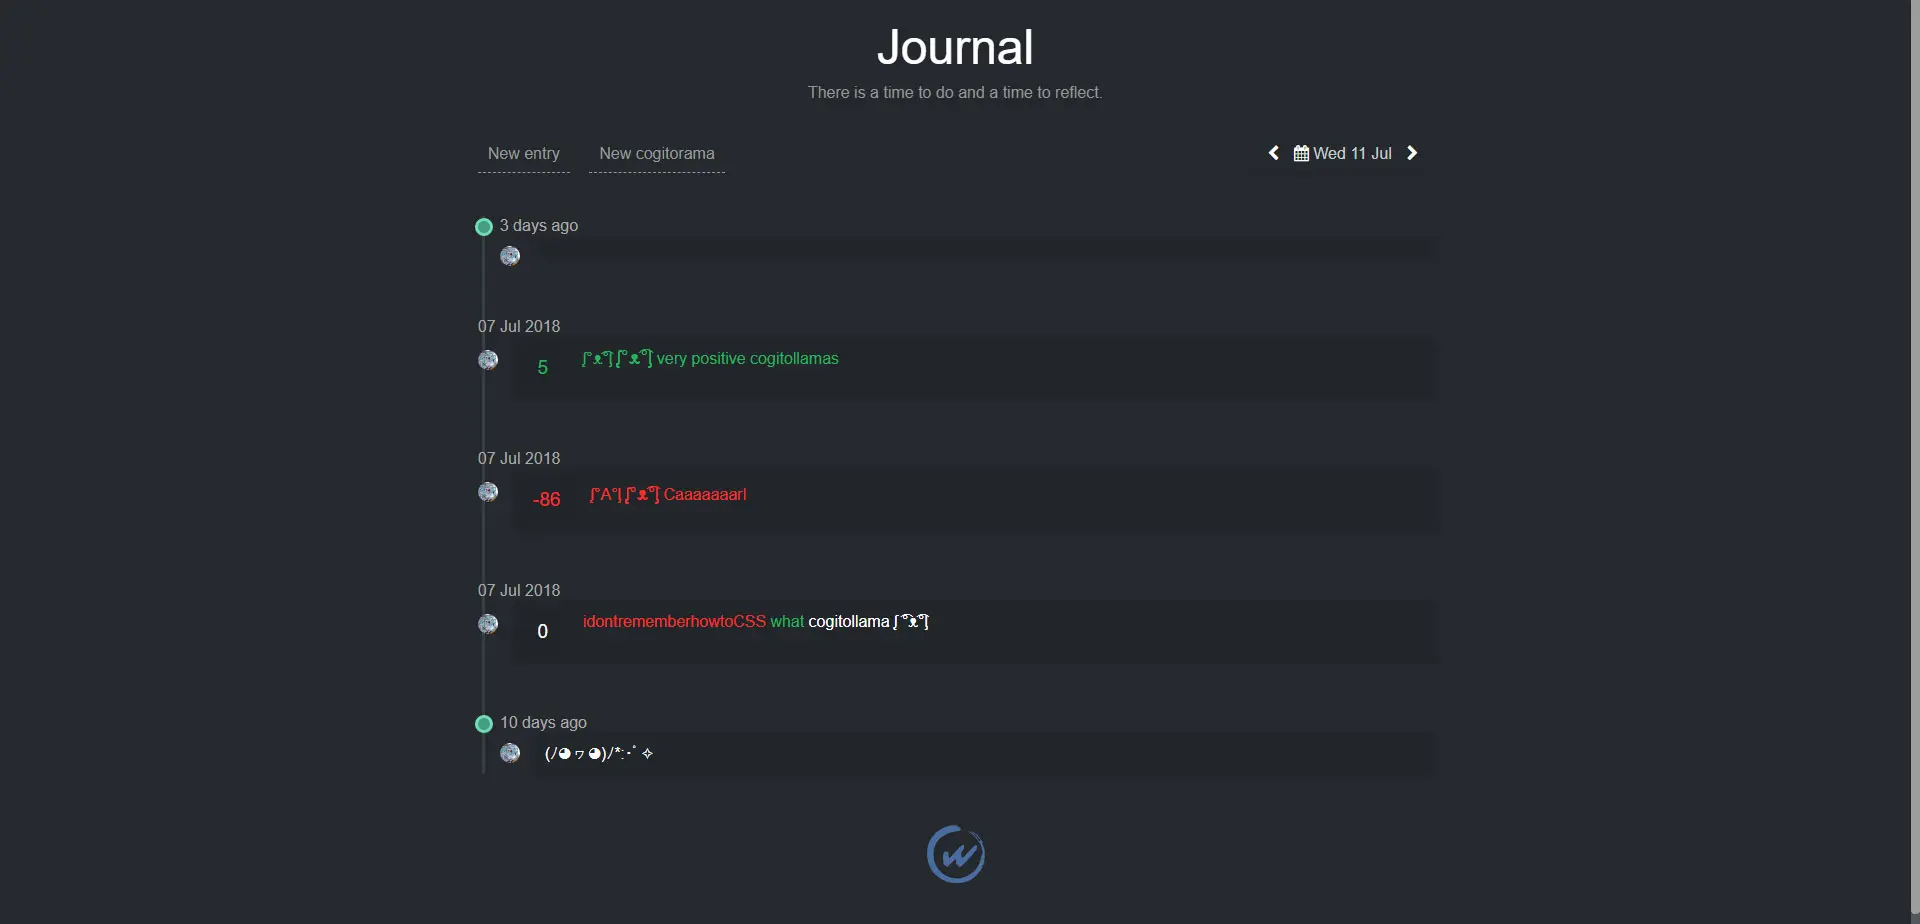 Journal
There is a time to do and a time to reflect.
New entry New cogitorama Wed 11 Jul
3 days ago
07 Jul 2018
5 very positive cogitollamas
07 Jul 2018
-86 Caaaaaaarl
07 Jul 2018
0 idontrememberhowtoCSS what cogitollama
10 days ago
(/◕ヮ◕)/*:･ﾟ✧